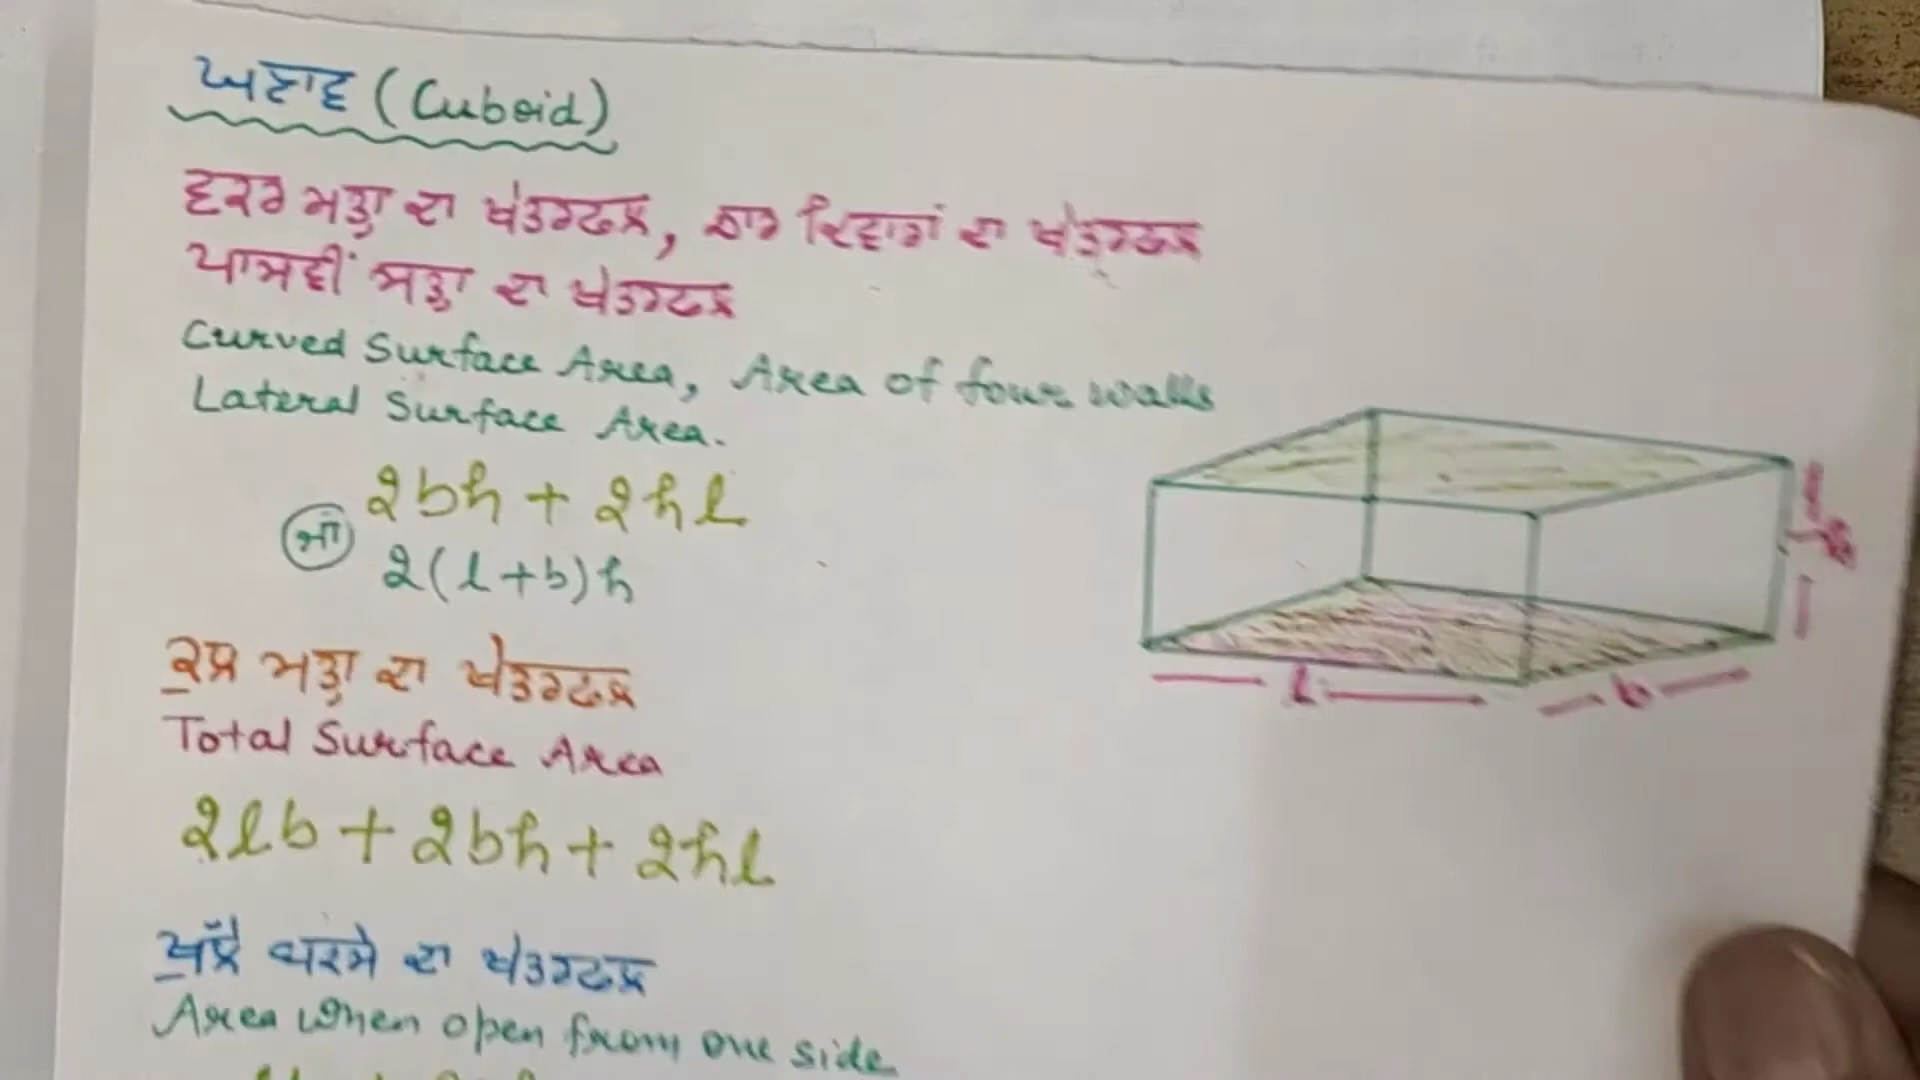 ਘਣਾਵ (Cuboid)
ਵਕਰ ਸਤ੍ਹਾ ਦਾ ਖੇਤਰਫਲ, ਚਾਰ ਦਿਵਾਰਾਂ ਦਾ ਖੇਤਰਫਲ
ਪਾਸਵੀਂ ਸਤ੍ਹਾ ਦਾ ਖੇਤਰਫਲ
Curved Surface Area, Area of four walls
Lateral Surface Area.
2bh + 2hl
ਜਾਂ
2(l+b)h
ਕੁਲ ਸਤ੍ਹਾ ਦਾ ਖੇਤਰਫਲ
Total Surface Area
2lb + 2bh + 2hl
ਖੁੱਲੇ ਬਕਸੇ ਦਾ ਖੇਤਰਫਲ
Area when open from one side
l
b
h